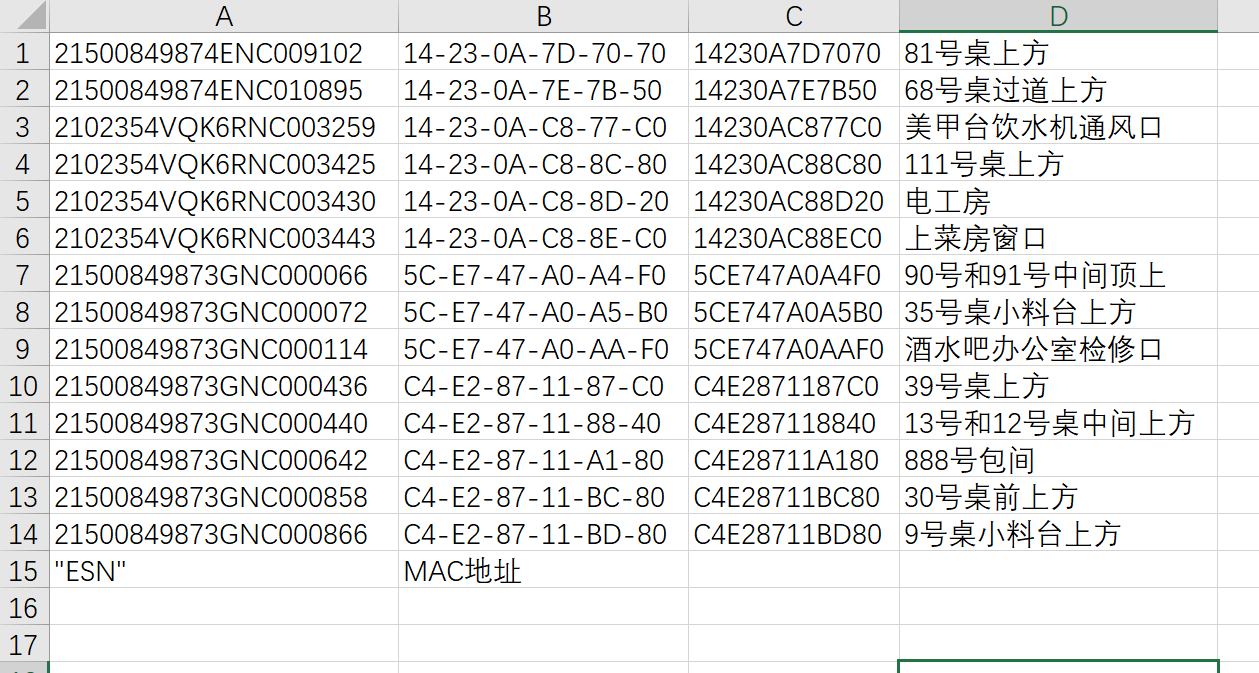 A B C D
1 21500849874ENC009102 14-23-0A-7D-70-70 14230A7D7070 81号桌上方
2 21500849874ENC010895 14-23-0A-7E-7B-50 14230A7E7B50 68号桌过道上方
3 2102354VQK6RNC003259 14-23-0A-C8-77-C0 14230AC877C0 美甲台饮水机通风口
4 2102354VQK6RNC003425 14-23-0A-C8-8C-80 14230AC88C80 111号桌上方
5 2102354VQK6RNC003430 14-23-0A-C8-8D-20 14230AC88D20 电工房
6 2102354VQK6RNC003443 14-23-0A-C8-8E-C0 14230AC88EC0 上菜房窗口
7 21500849873GNC000066 5C-E7-47-A0-A4-F0 5CE747A0A4F0 90号和91号中间顶上
8 21500849873GNC000072 5C-E7-47-A0-A5-B0 5CE747A0A5B0 35号桌小料台上方
9 21500849873GNC000114 5C-E7-47-A0-AA-F0 5CE747A0AAF0 酒水吧办公室检修口
10 21500849873GNC000436 C4-E2-87-11-87-C0 C4E2871187C0 39号桌上方
11 21500849873GNC000440 C4-E2-87-11-88-40 C4E287118840 13号和12号桌中间上方
12 21500849873GNC000642 C4-E2-87-11-A1-80 C4E28711A180 888号包间
13 21500849873GNC000858 C4-E2-87-11-BC-80 C4E28711BC80 30号桌前上方
14 21500849873GNC000866 C4-E2-87-11-BD-80 C4E28711BD80 9号桌小料台上方
15 "ESN" MAC地址
16
17